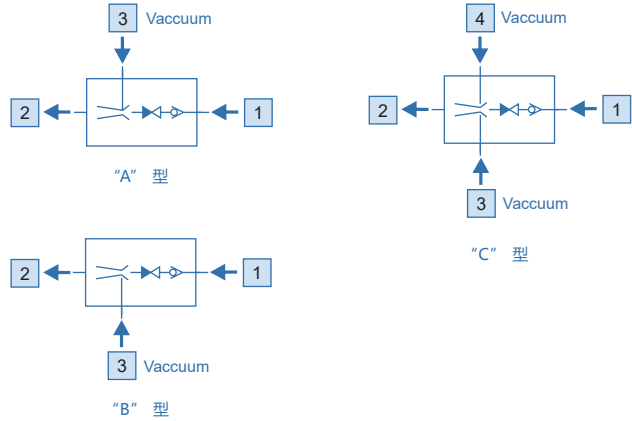 3 Vaccuum
2
1
“A” 型
4 Vaccuum
2
1
3 Vaccuum
“C” 型
2
1
3 Vaccuum
“B” 型